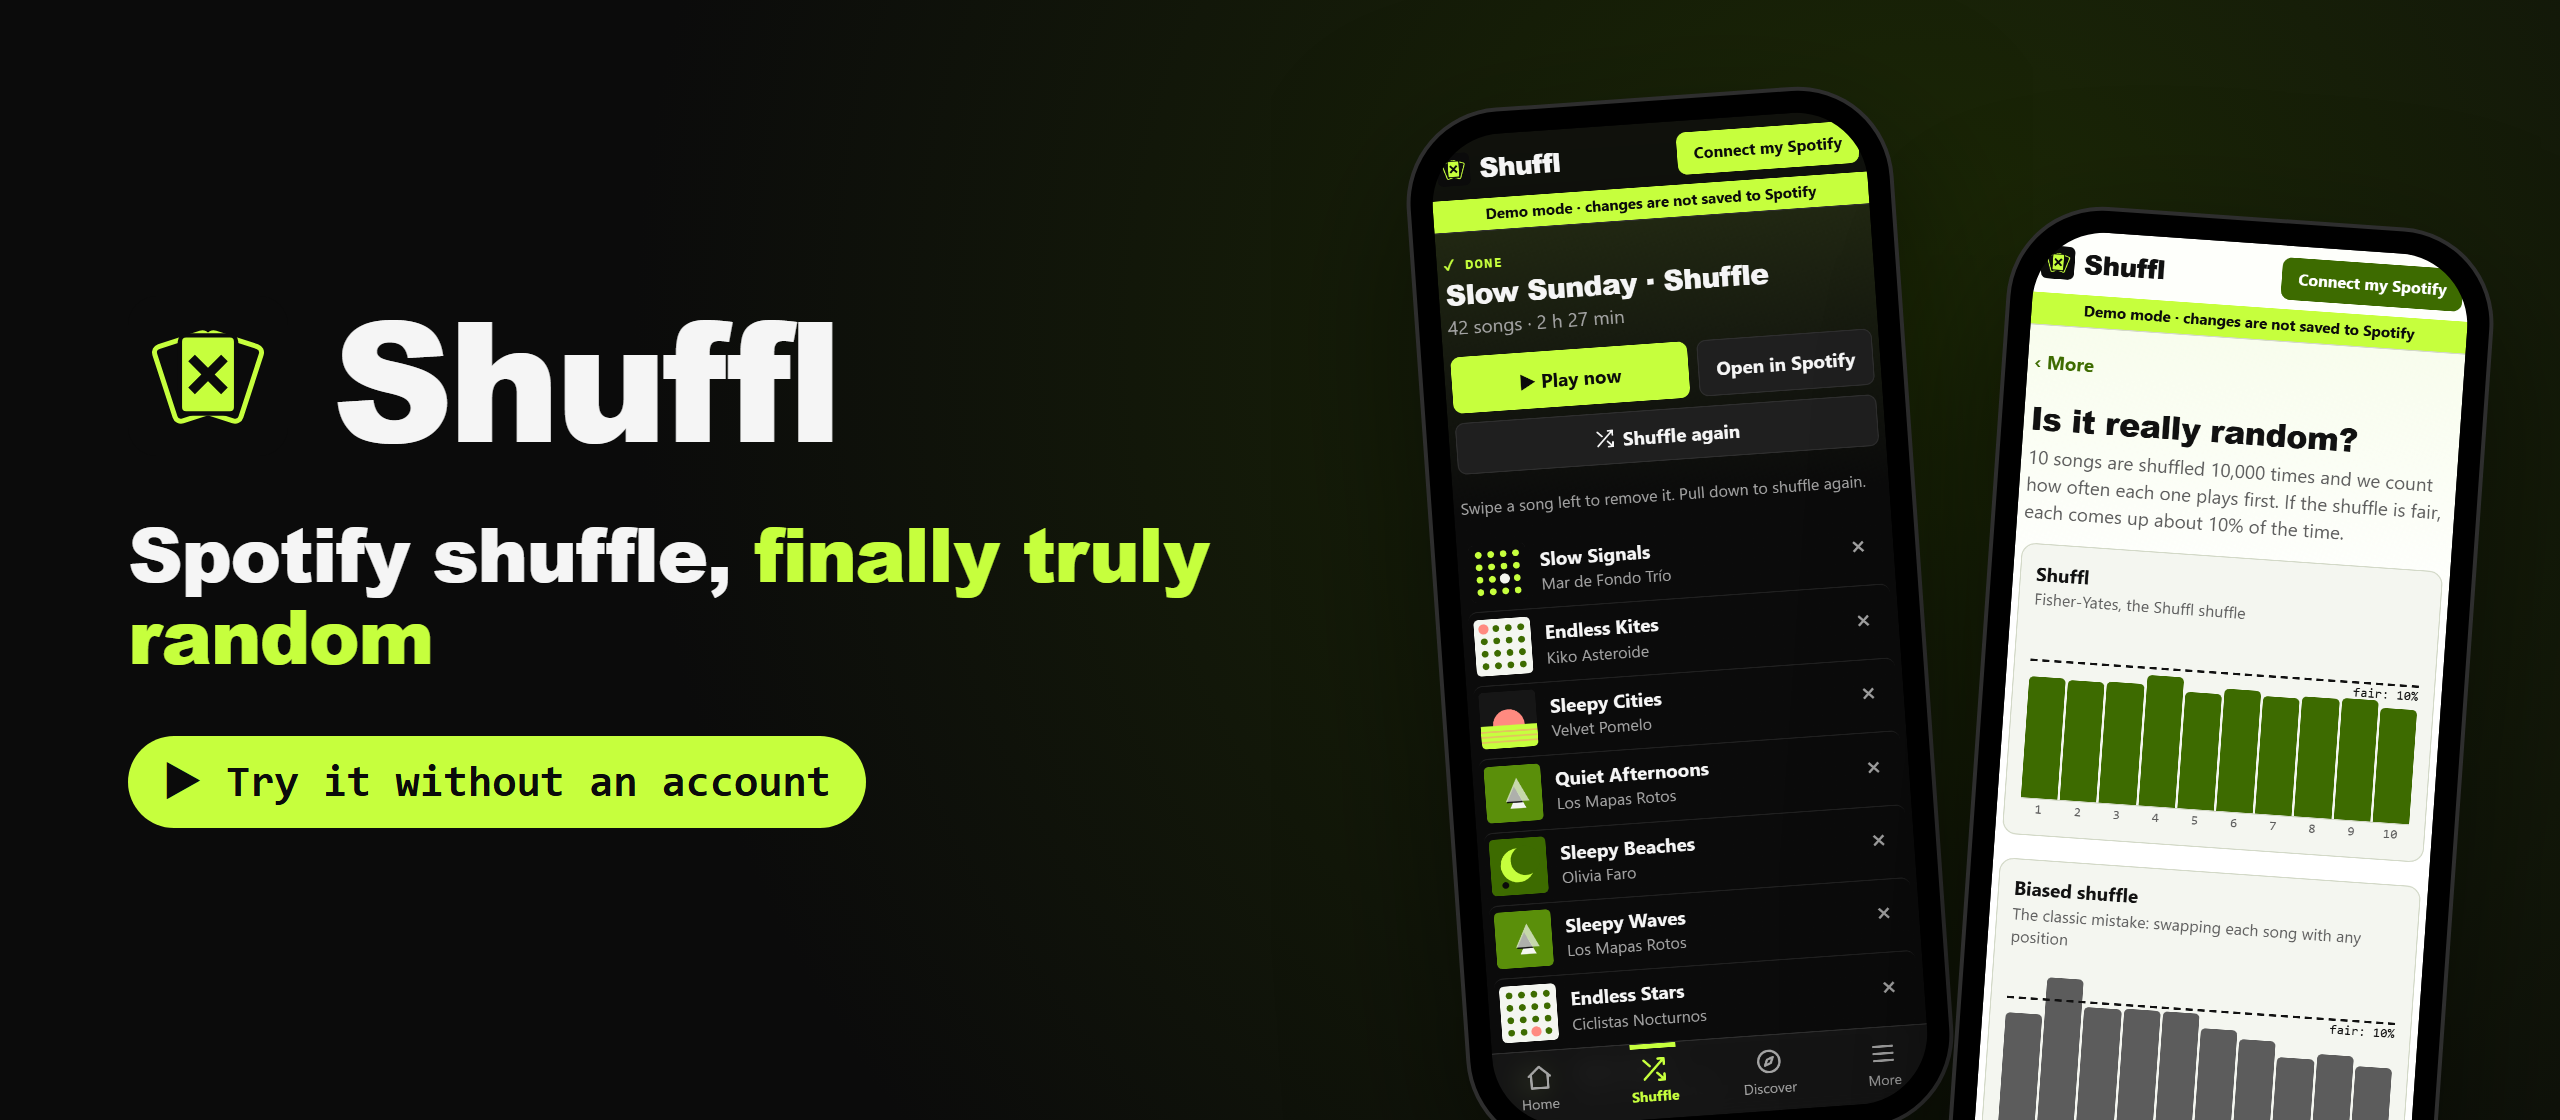 Shuffl
Spotify shuffle, finally truly
random
▶ Try it without an account
Shuffl
Connect my Spotify
Demo mode · changes are not saved to Spotify
✓ DONE
Slow Sunday · Shuffle
42 songs · 2 h 27 min
▶ Play now
Open in Spotify
Shuffle again
Swipe a song left to remove it. Pull down to shuffle again.
Slow Signals
Mar de Fondo Trío
Endless Kites
Kiko Asteroide
Sleepy Cities
Velvet Pomelo
Quiet Afternoons
Los Mapas Rotos
Sleepy Beaches
Olivia Faro
Sleepy Waves
Los Mapas Rotos
Endless Stars
Ciclistas Nocturnos
Home
Shuffle
Discover
More
Shuffl
Connect my Spotify
Demo mode · changes are not saved to Spotify
‹ More
Is it really random?
10 songs are shuffled 10,000 times and we count
how often each one plays first. If the shuffle is fair,
each comes up about 10% of the time.
Shuffl
Fisher-Yates, the Shuffl shuffle
fair: 10%
1 2 3 4 5 6 7 8 9 10
Biased shuffle
The classic mistake: swapping each song with any
position
fair: 10%